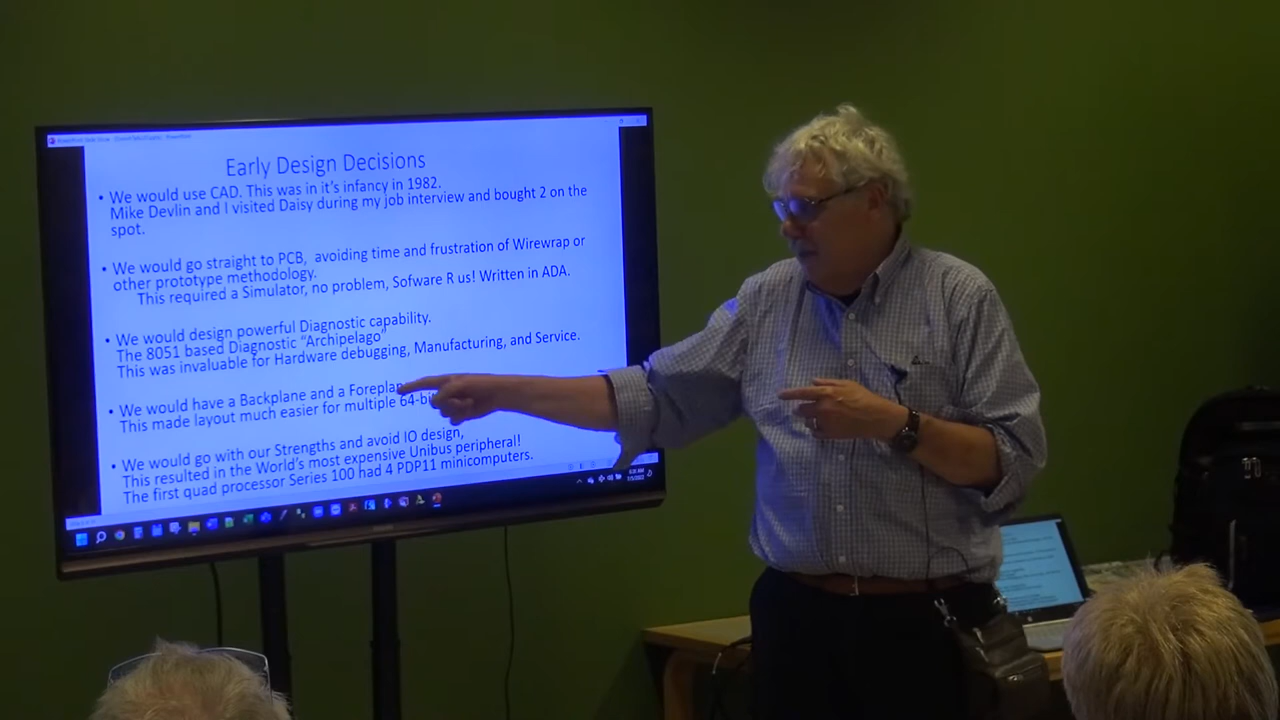 Early Design Decisions
• We would use CAD. This was in it's infancy in 1982.
Mike Devlin and I visited Daisy during my job interview and bought 2 on the
spot.
• We would go straight to PCB, avoiding time and frustration of Wirewrap or
other prototype methodology.
This required a Simulator, no problem, Sofware R us! Written in ADA.
• We would design powerful Diagnostic capability.
The 8051 based Diagnostic "Archipelago"
This was invaluable for Hardware debugging, Manufacturing, and Service.
• We would have a Backplane and a Foreplan
This made layout much easier for multiple 64-bi
• We would go with our Strengths and avoid IO design,
This resulted in the World's most expensive Unibus peripheral!
The first quad processor Series 100 had 4 PDP11 minicomputers.